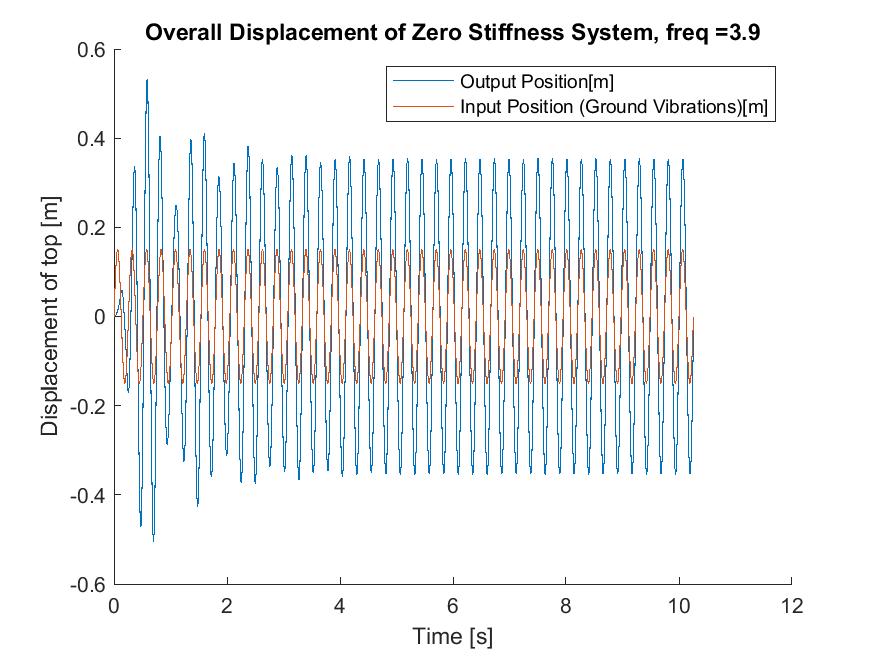 Overall Displacement of Zero Stiffness System, freq =3.9
0.6
Output Position[m]
Input Position (Ground Vibrations)[m]
0.4
0.2
0
-0.2
-0.4
-0.6
Displacement of top [m]
0 2 4 6 8 10 12
Time [s]